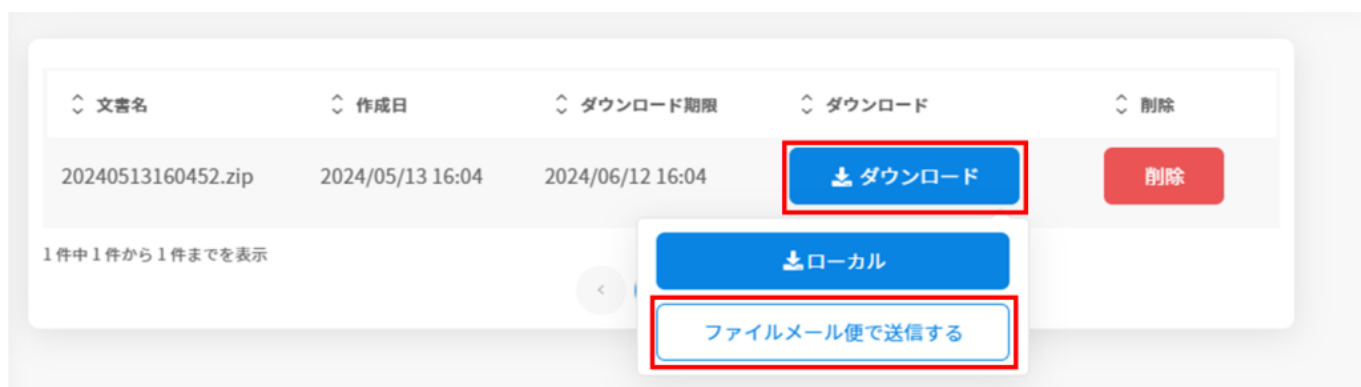 文書名 作成日 ダウンロード期限 ダウンロード 削除
20240513160452.zip 2024/05/13 16:04 2024/06/12 16:04 ダウンロード 削除
1件中1件から1件までを表示
ローカル
ファイルメール便で送信する